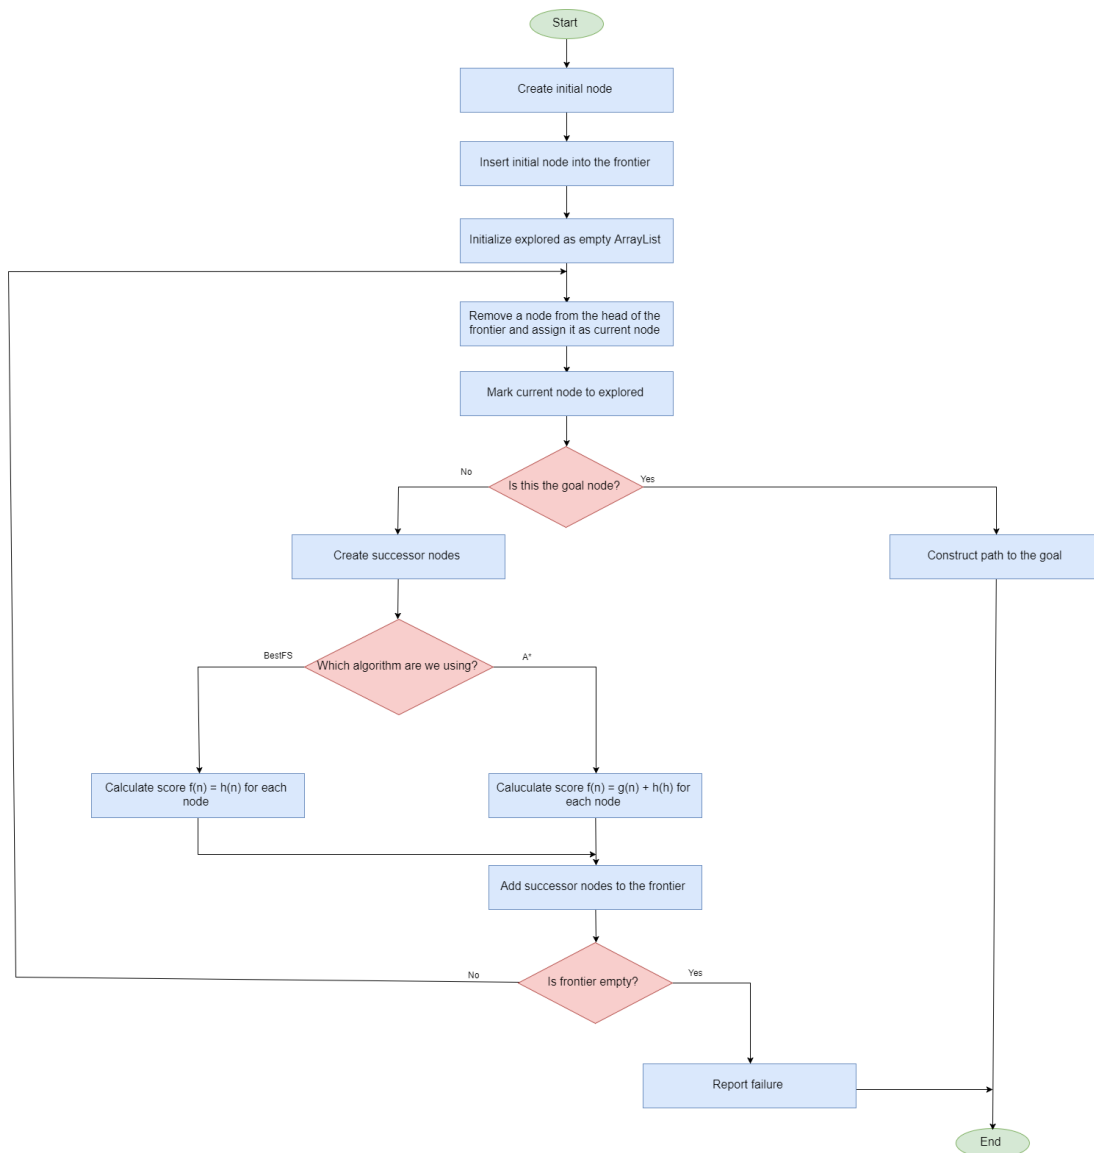 Start
Create initial node
Insert initial node into the frontier
Initialize explored as empty ArrayList
Remove a node from the head of the
frontier and assign it as current node
Mark current node to explored
No
Is this the goal node?
Yes
Create successor nodes
Construct path to the goal
BestFS
Which algorithm are we using?
A*
Calculate score f(n) = h(n) for each
node
Caluculate score f(n) = g(n) + h(h) for
each node
Add successor nodes to the frontier
No
Is frontier empty?
Yes
Report failure
End